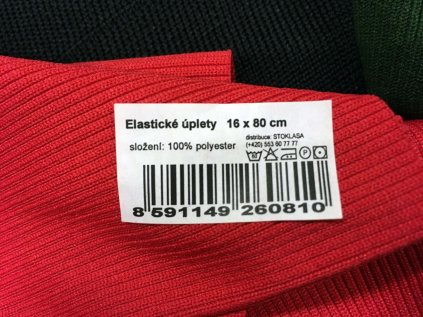 Elastické úplety 16 x 80 cm
složení: 100% polyester
distribuce: STOKLASA
(+420) 553 60 77 77
8 591149 260810